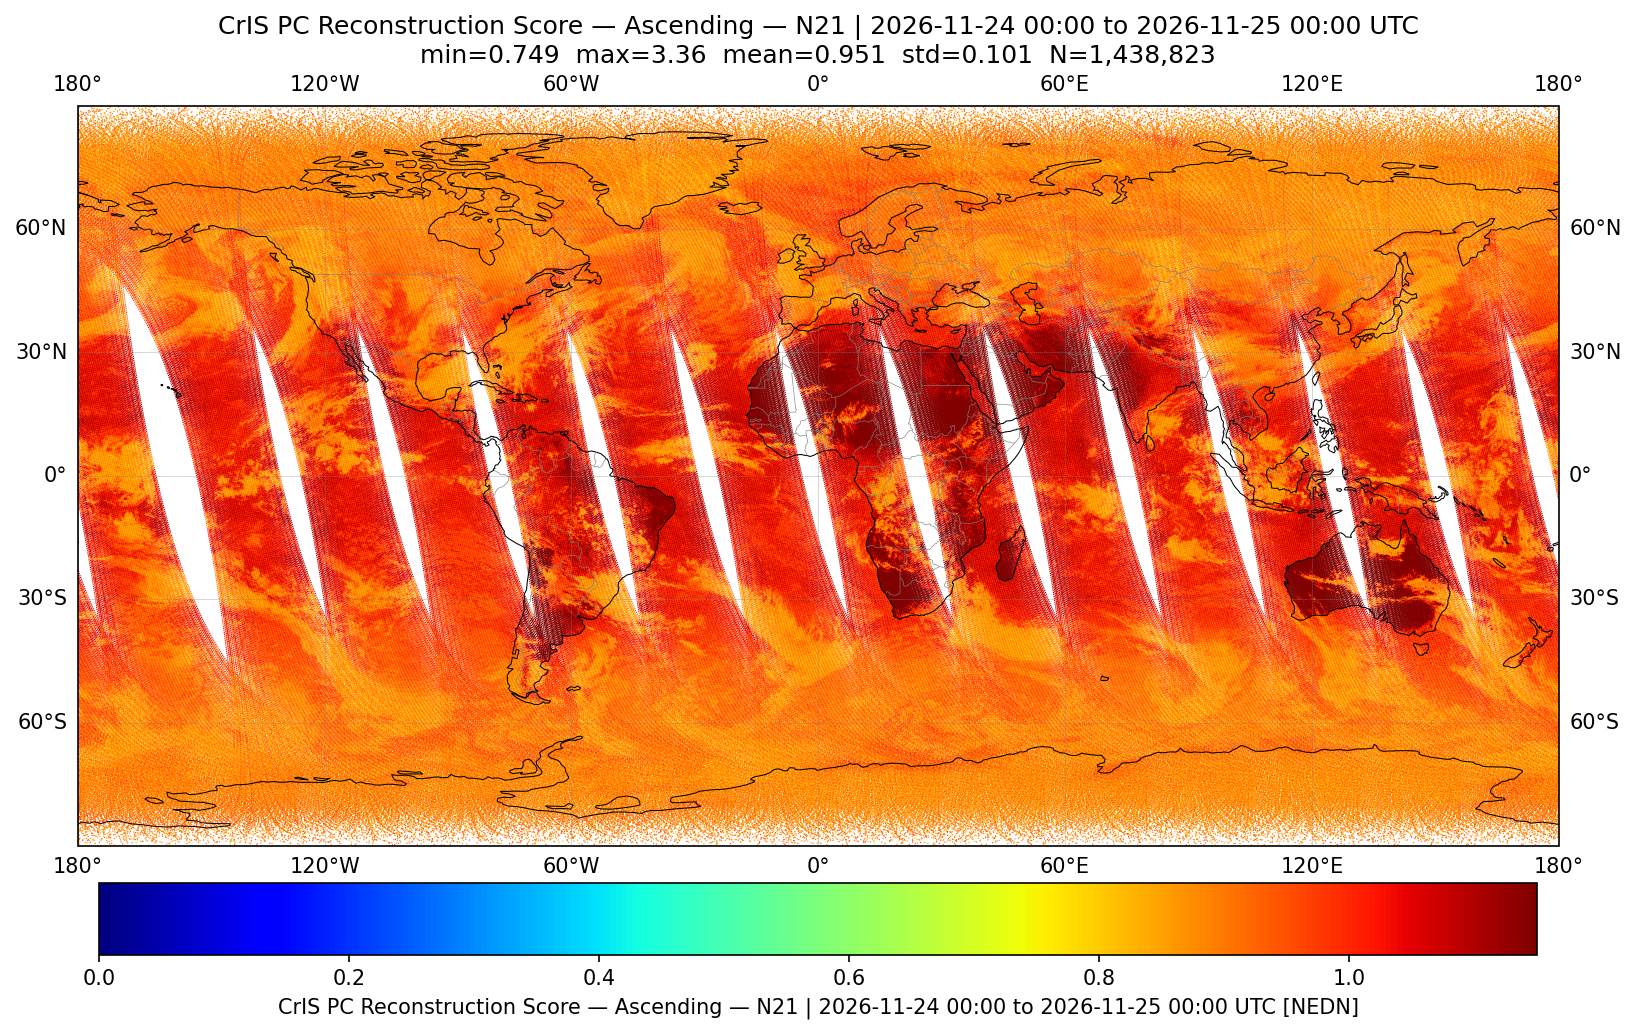 CrIS PC Reconstruction Score — Ascending — N21 | 2026-11-24 00:00 to 2026-11-25 00:00 UTC
min=0.749 max=3.36 mean=0.951 std=0.101 N=1,438,823
180° 120°W 60°W 0° 60°E 120°E 180°
60°N 60°N
30°N 30°N
0° 0°
30°S 30°S
60°S 60°S
180° 120°W 60°W 0° 60°E 120°E 180°
0.0 0.2 0.4 0.6 0.8 1.0
CrIS PC Reconstruction Score — Ascending — N21 | 2026-11-24 00:00 to 2026-11-25 00:00 UTC [NEDN]